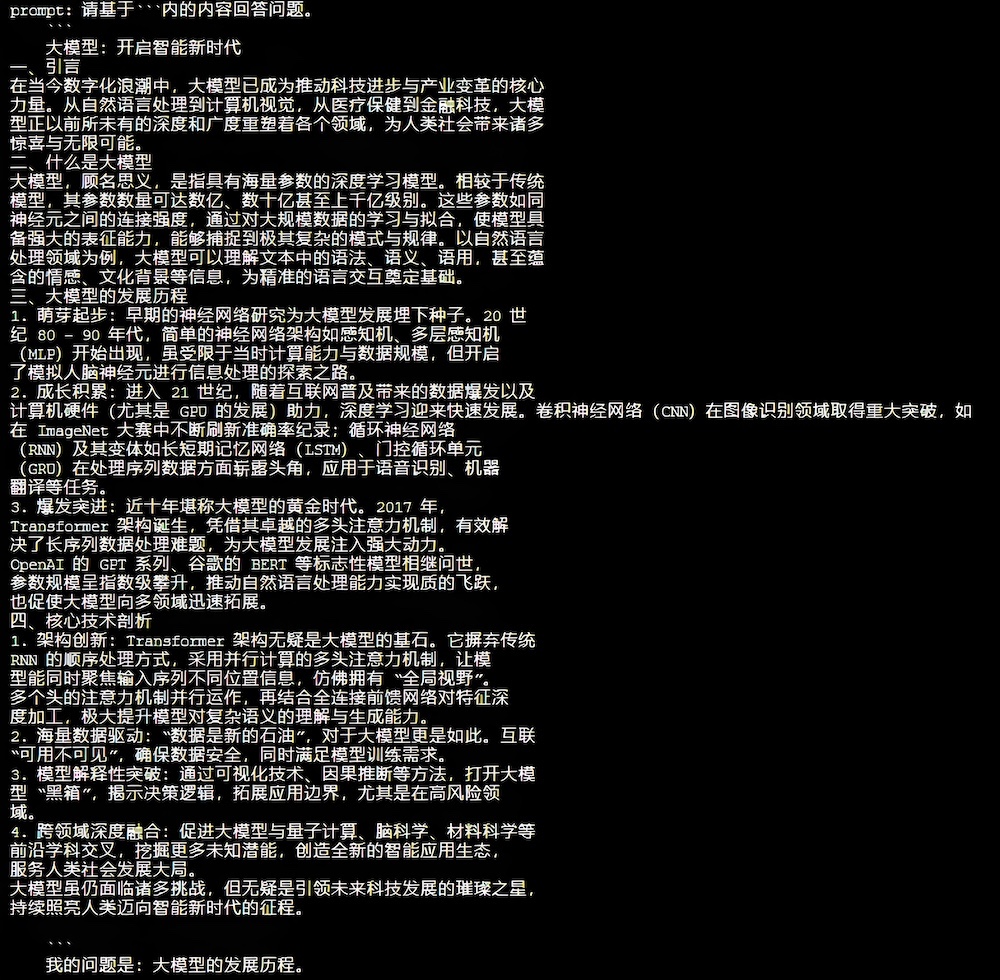 prompt: 请基于```内的内容回答问题。
```
大模型: 开启智能新时代
一、引言
在当今数字化浪潮中，大模型已成为推动科技进步与产业变革的核心
力量。从自然语言处理到计算机视觉，从医疗保健到金融科技，大模
型正以前所未有的深度和广度重塑着各个领域，为人类社会带来诸多
惊喜与无限可能。
二、什么是大模型
大模型，顾名思义，是指具有海量参数的深度学习模型。相较于传统
模型，其参数数量可达数亿、数十亿甚至上千亿级别。这些参数如同
神经元之间的连接强度，通过对大规模数据的学习与拟合，使模型具
备强大的表征能力，能够捕捉到极其复杂的模式与规律。以自然语言
处理领域为例，大模型可以理解文本中的语法、语义、语用，甚至蕴
含的情感、文化背景等信息，为精准的语言交互奠定基础。
三、大模型的发展历程
1. 萌芽起步: 早期的神经网络研究为大模型发展埋下种子。20 世
纪 80 - 90 年代，简单的神经网络架构如感知机、多层感知机
（MLP）开始出现，虽受限于当时计算能力与数据规模，但开启
了模拟人脑神经元进行信息处理的探索之路。
2. 成长积累: 进入 21 世纪，随着互联网普及带来的数据爆发以及
计算机硬件（尤其是 GPU 的发展）助力，深度学习迎来快速发展。卷积神经网络（CNN）在图像识别领域取得重大突破，如
在 ImageNet 大赛中不断刷新准确率纪录; 循环神经网络
（RNN）及其变体如长短期记忆网络（LSTM）、门控循环单元
（GRU）在处理序列数据方面崭露头角，应用于语音识别、机器
翻译等任务。
3. 爆发突进: 近十年堪称大模型的黄金时代。2017 年，
Transformer 架构诞生，凭借其卓越的多头注意力机制，有效解
决了长序列数据处理难题，为大模型发展注入强大动力。
OpenAI 的 GPT 系列、谷歌的 BERT 等标志性模型相继问世，
参数规模呈指数级攀升，推动自然语言处理能力实现质的飞跃，
也促使大模型向多领域迅速拓展。
四、核心技术剖析
1. 架构创新: Transformer 架构无疑是大模型的基石。它摒弃传统
RNN 的顺序处理方式，采用并行计算的多头注意力机制，让模
型能同时聚焦输入序列不同位置信息，仿佛拥有 “全局视野”。
多个头的注意力机制并行运作，再结合全连接前馈网络对特征深
度加工，极大提升模型对复杂语义的理解与生成能力。
2. 海量数据驱动: “数据是新的石油”，对于大模型更是如此。互联
“可用不可见”，确保数据安全，同时满足模型训练需求。
3. 模型解释性突破: 通过可视化技术、因果推断等方法，打开大模
型 “黑箱”，揭示决策逻辑，拓展应用边界，尤其是在高风险领
域。
4. 跨领域深度融合: 促进大模型与量子计算、脑科学、材料科学等
前沿学科交叉，挖掘更多未知潜能，创造全新的智能应用生态，
服务人类社会发展大局。
大模型虽仍面临诸多挑战，但无疑是引领未来科技发展的璀璨之星，
持续照亮人类迈向智能新时代的征程。
```
我的问题是: 大模型的发展历程。